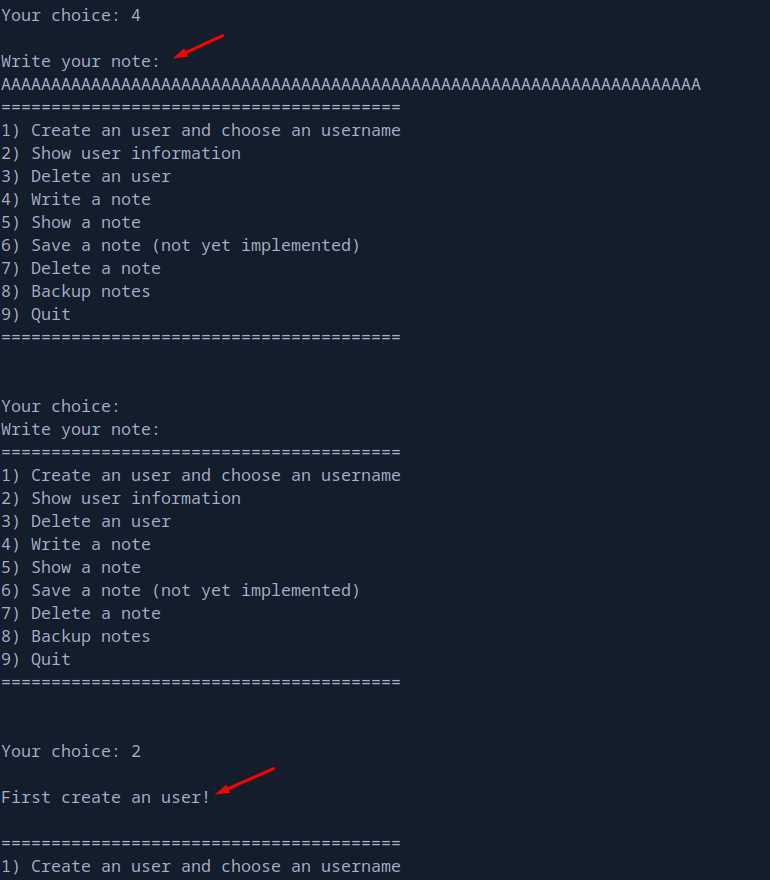 Your choice: 4
Write your note:
AAAAAAAAAAAAAAAAAAAAAAAAAAAAAAAAAAAAAAAAAAAAAAAAAAAAAAAAAAAAAAAAAAAAAA
========================================
1) Create an user and choose an username
2) Show user information
3) Delete an user
4) Write a note
5) Show a note
6) Save a note (not yet implemented)
7) Delete a note
8) Backup notes
9) Quit
========================================
Your choice:
Write your note:
========================================
1) Create an user and choose an username
2) Show user information
3) Delete an user
4) Write a note
5) Show a note
6) Save a note (not yet implemented)
7) Delete a note
8) Backup notes
9) Quit
========================================
Your choice: 2
First create an user!
========================================
1) Create an user and choose an username